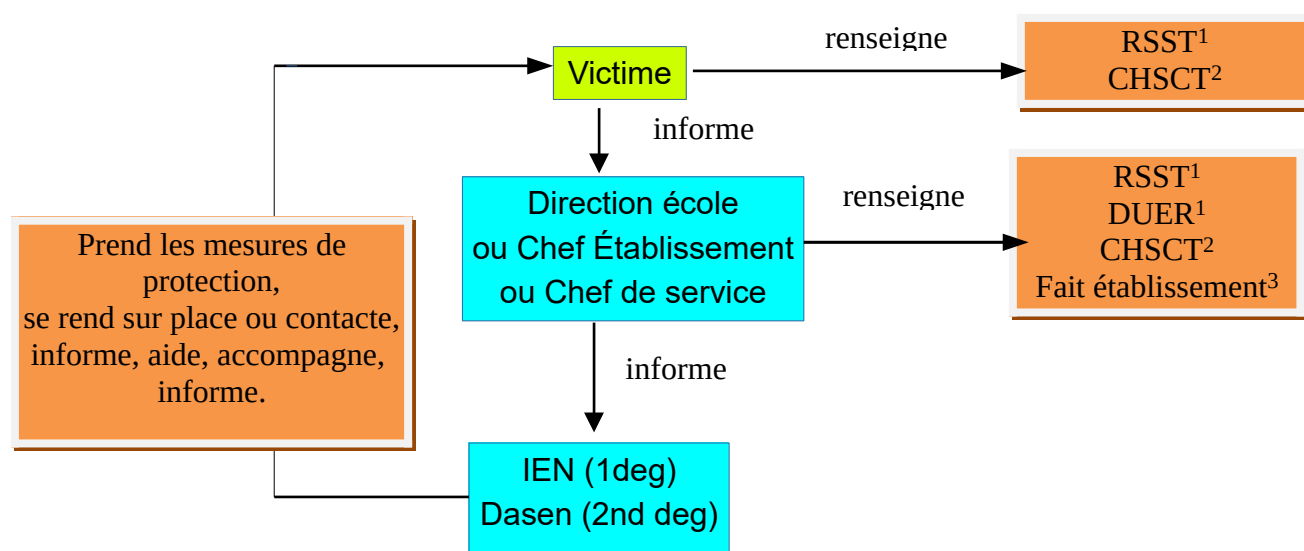 renseigne
RSST¹
CHSCT²
Victime
informe
Direction école
ou Chef Établissement
ou Chef de service
renseigne
RSST¹
DUER¹
CHSCT²
Fait établissement³
Prend les mesures de
protection,
se rend sur place ou contacte,
informe, aide, accompagne,
informe.
informe
IEN (1deg)
Dasen (2nd deg)